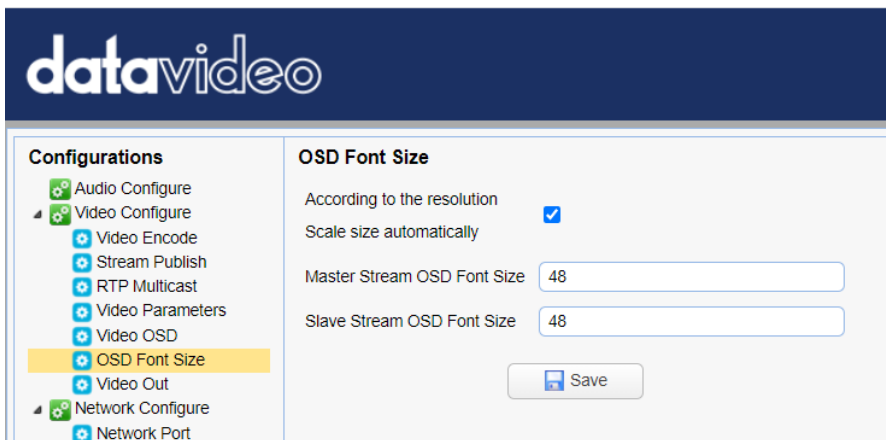 datavideo
Configurations
Audio Configure
Video Configure
Video Encode
Stream Publish
RTP Multicast
Video Parameters
Video OSD
OSD Font Size
Video Out
Network Configure
Network Port
OSD Font Size
According to the resolution
Scale size automatically
Master Stream OSD Font Size 48
Slave Stream OSD Font Size 48
Save